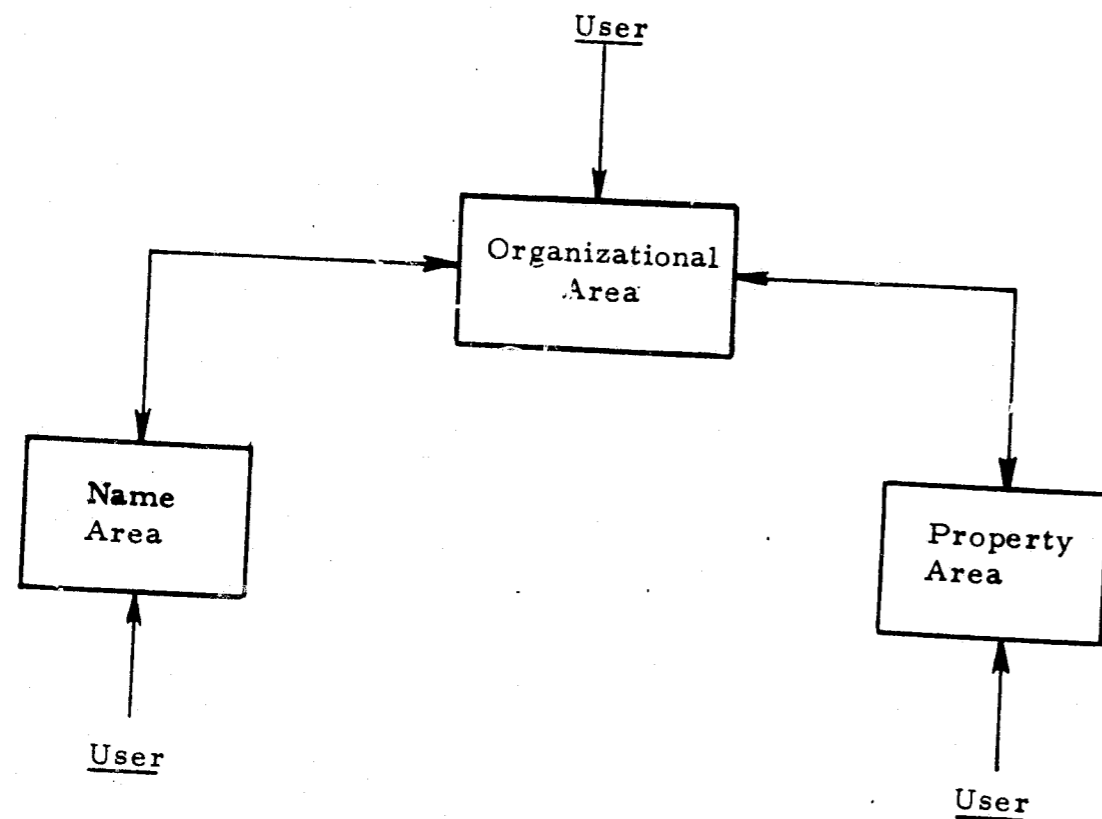 User
Organizational
Area
Name
Area
Property
Area
User
User